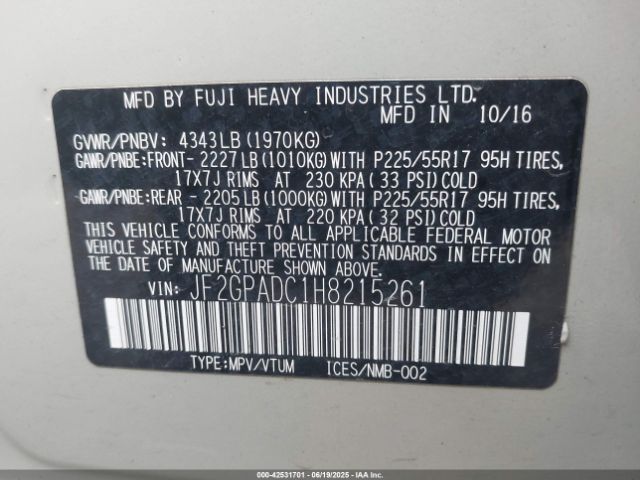 MFD BY FUJI HEAVY INDUSTRIES LTD.
MFD IN 10/16
GVWR/PNBV: 4343LB (1970KG)
GAWR/PNBE:FRONT- 2227LB (1010KG) WITH P225/55R17 95H TIRES,
17X7J RIMS AT 230 KPA( 33 PSI) COLD
GAWR/PNBE:REAR - 2205LB (1000KG) WITH P225/55R17 95H TIRES,
17X7J RIMS AT 220 KPA( 32 PSI) COLD
THIS VEHICLE CONFORMS TO ALL APPLICABLE FEDERAL MOTOR
VEHICLE SAFETY AND THEFT PREVENTION STANDARDS IN EFFECT ON
THE DATE OF MANUFACTURE SHOWN ABOVE.
VIN: JF2GPADC1H8215261
TYPE:MPV/VTUM ICES/NMB-002
000-42531701 - 06/19/2025 - IAA Inc.